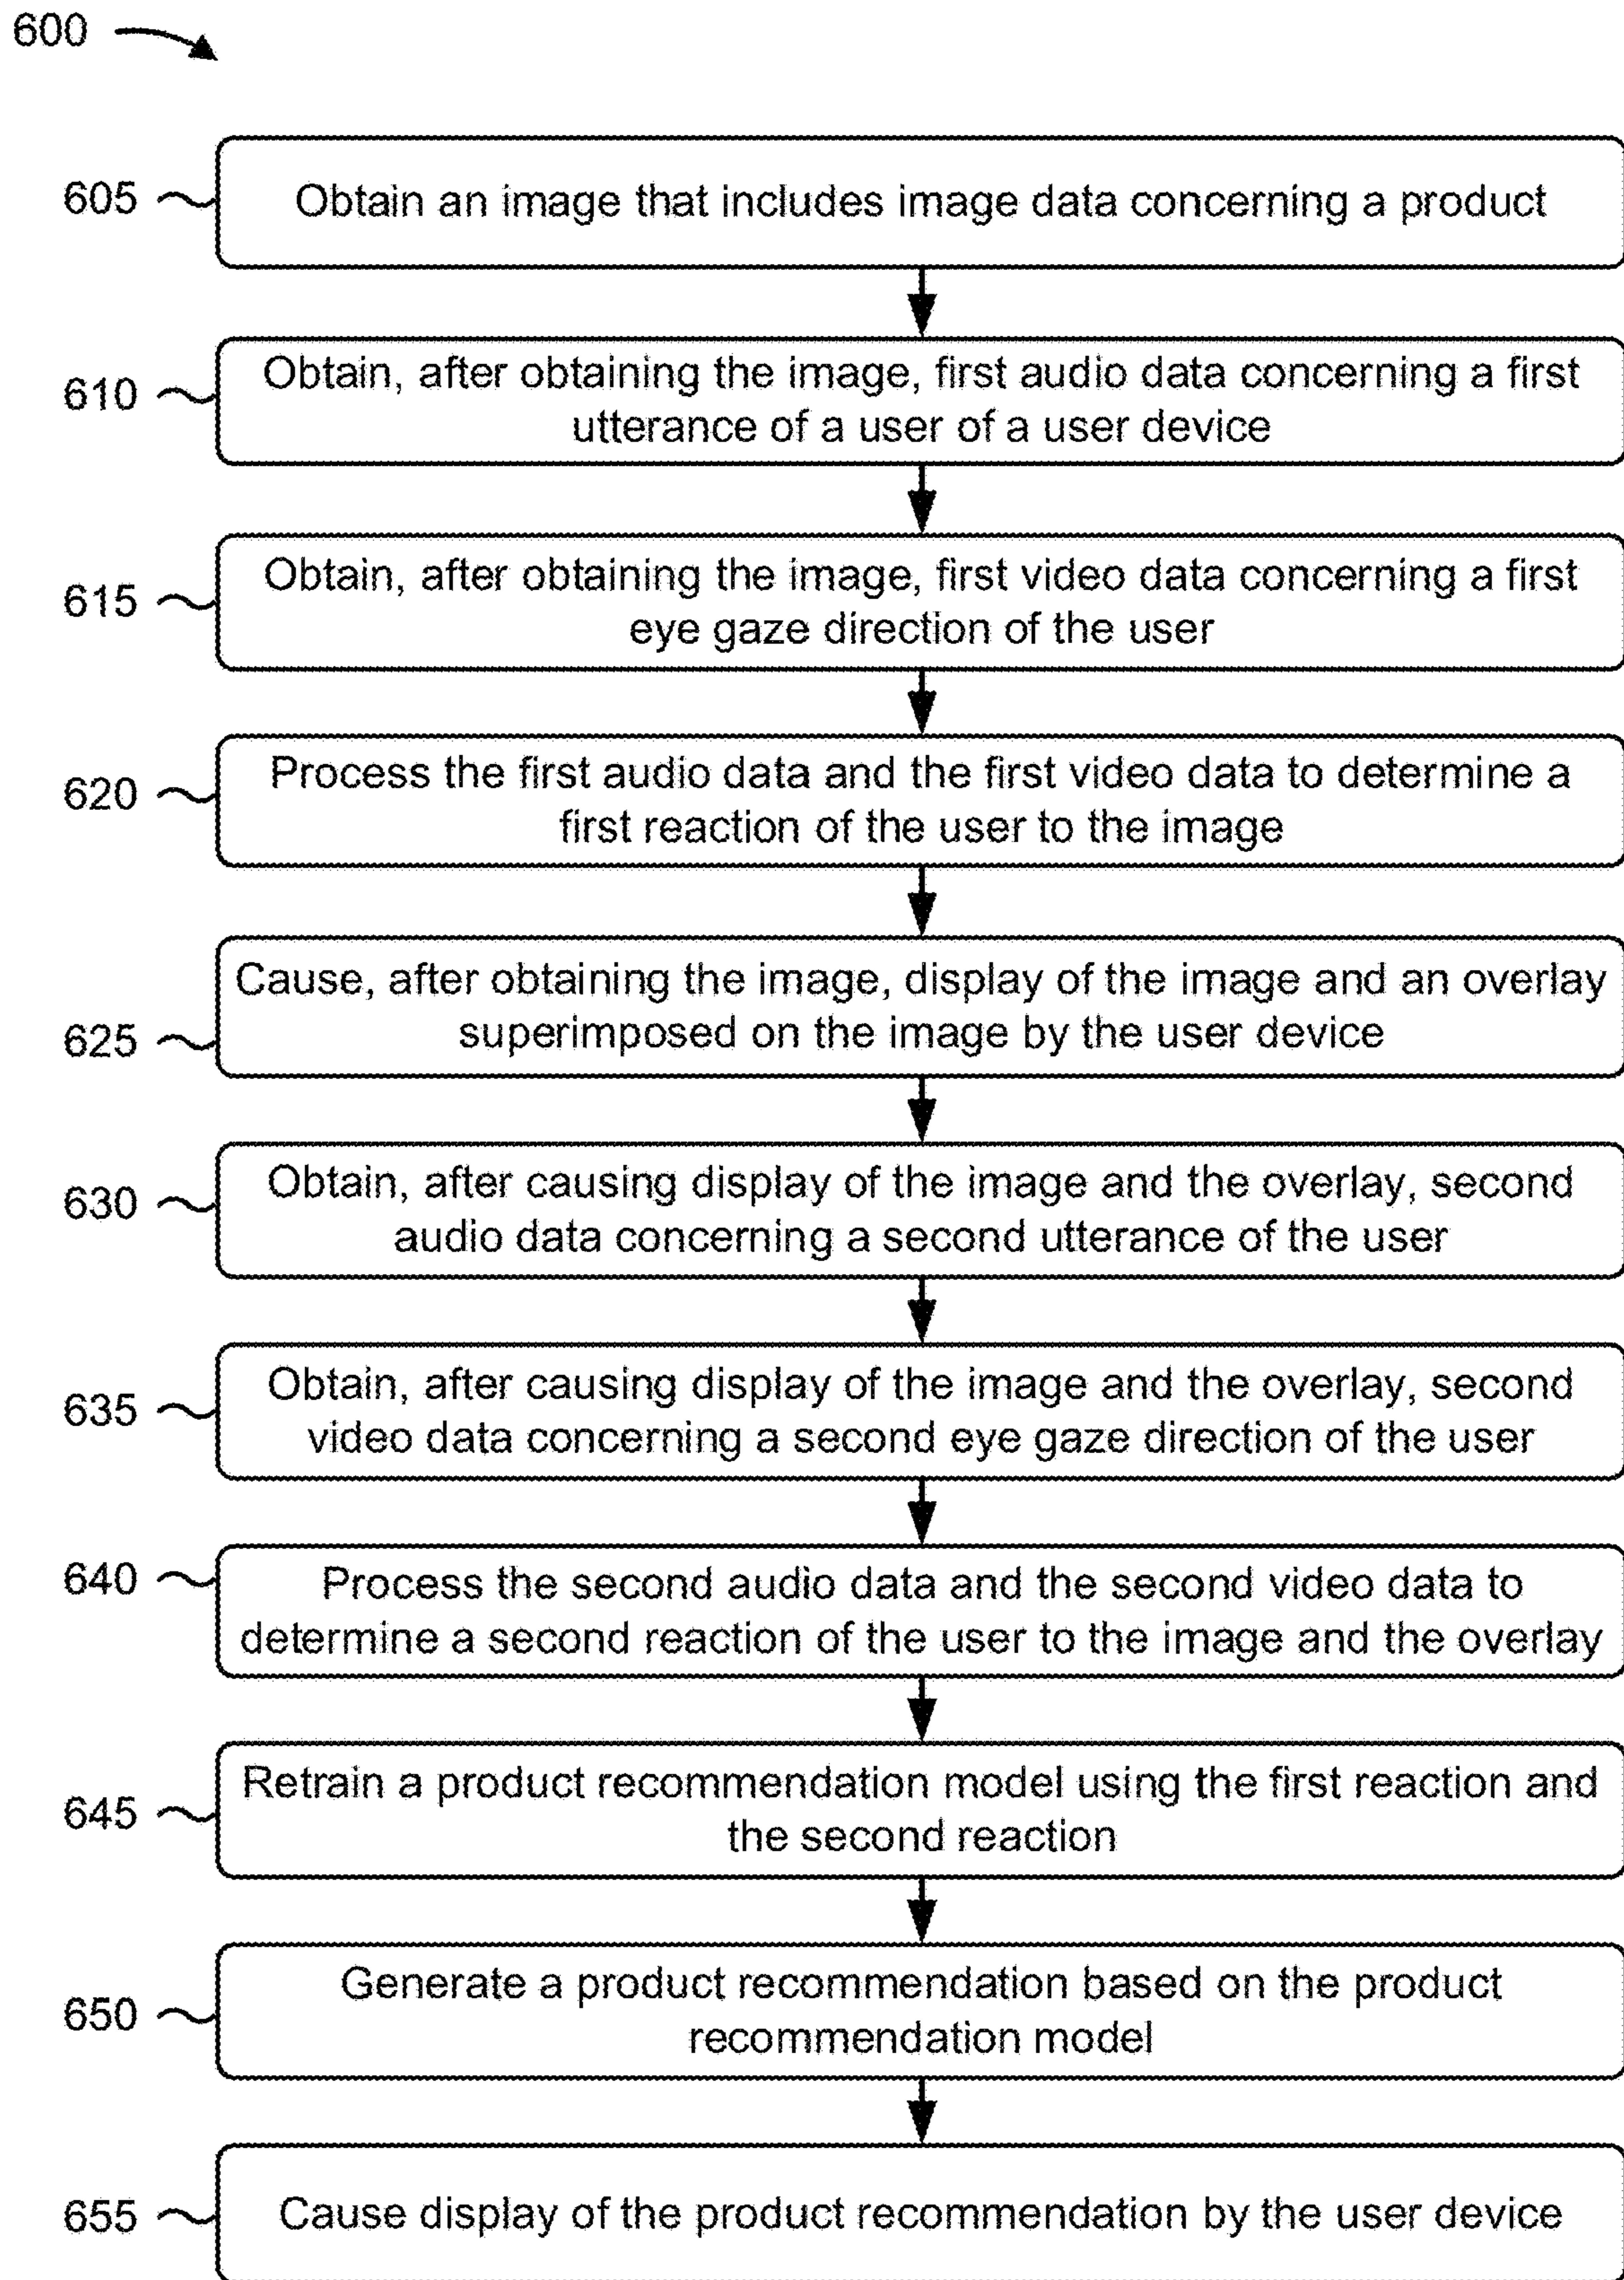 600
605
Obtain an image that includes image data concerning a product
610
Obtain, after obtaining the image, first audio data concerning a first
utterance of a user of a user device
615
Obtain, after obtaining the image, first video data concerning a first
eye gaze direction of the user
620
Process the first audio data and the first video data to determine a
first reaction of the user to the image
625
Cause, after obtaining the image, display of the image and an overlay
superimposed on the image by the user device
630
Obtain, after causing display of the image and the overlay, second
audio data concerning a second utterance of the user
635
Obtain, after causing display of the image and the overlay, second
video data concerning a second eye gaze direction of the user
640
Process the second audio data and the second video data to
determine a second reaction of the user to the image and the overlay
645
Retrain a product recommendation model using the first reaction and
the second reaction
650
Generate a product recommendation based on the product
recommendation model
655
Cause display of the product recommendation by the user device